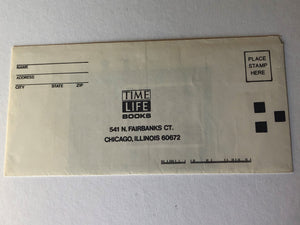 NAME
ADDRESS
CITY STATE ZIP
PLACE
STAMP
HERE
TIME
LIFE
BOOKS
541 N. FAIRBANKS CT.
CHICAGO, ILLINOIS 60672